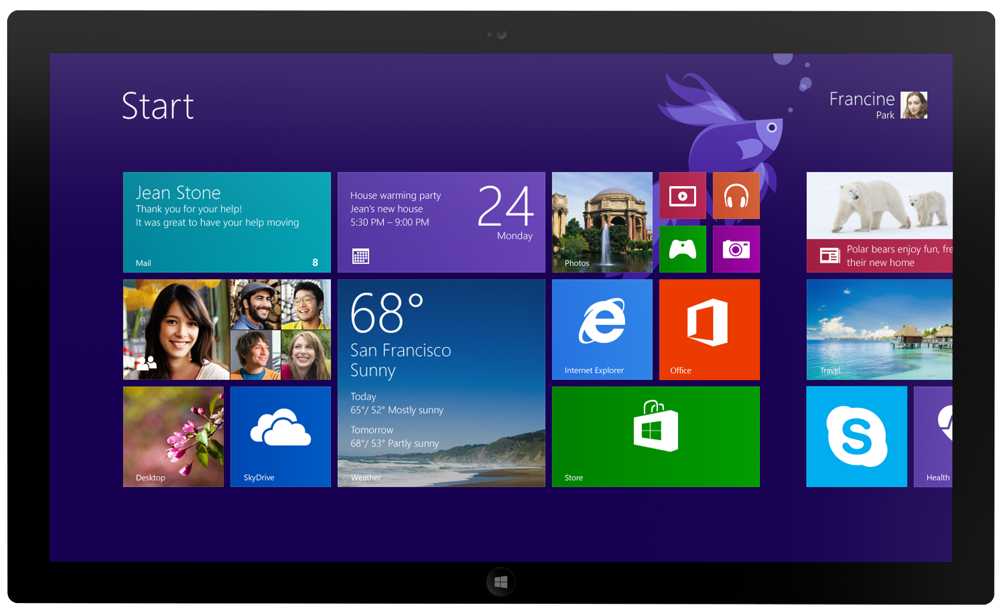 Start
Francine
Park
Jean Stone
Thank you for your help!
It was great to have your help moving
Mail
8
House warming party
Jean's new house
5:30 PM – 9:00 PM
24
Monday
Photos
Polar bears enjoy fun, fre
their new home
68°
San Francisco
Sunny
Today
65°/ 52° Mostly sunny
Tomorrow
68°/ 53° Partly sunny
Weather
Internet Explorer
Office
Travel
Desktop
SkyDrive
Store
S
Health